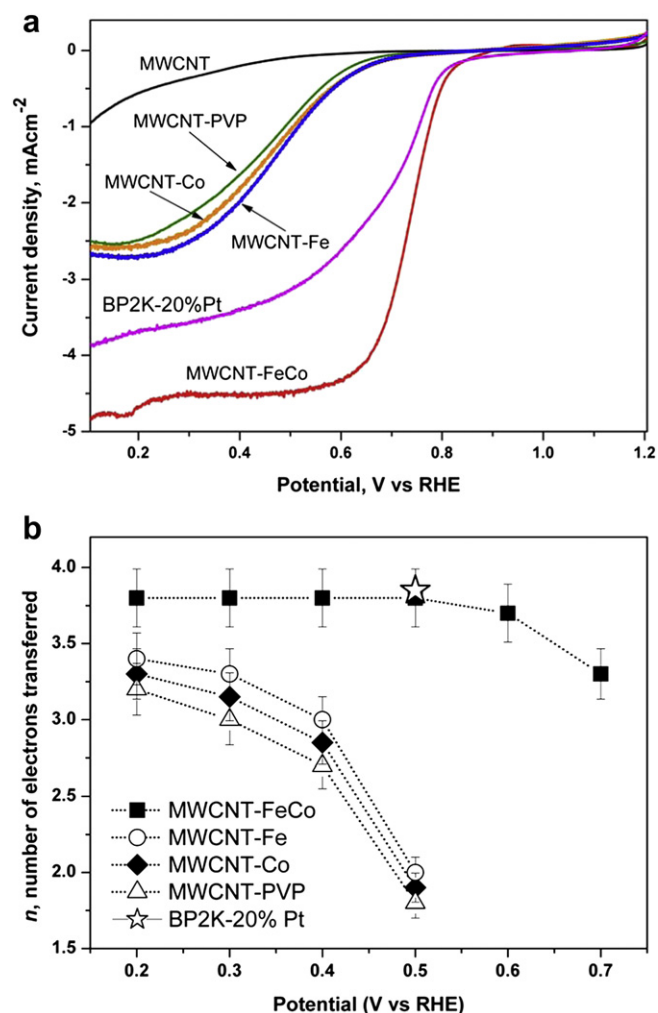 a
0
-1
-2
-3
-4
-5
Current density, mAcm-2
MWCNT
MWCNT-PVP
MWCNT-Co
MWCNT-Fe
BP2K-20%Pt
MWCNT-FeCo
0.2 0.4 0.6 0.8 1.0 1.2
Potential, V vs RHE
b
4.0
3.5
3.0
2.5
2.0
1.5
n, number of electrons transferred
MWCNT-FeCo
MWCNT-Fe
MWCNT-Co
MWCNT-PVP
BP2K-20% Pt
0.2 0.3 0.4 0.5 0.6 0.7
Potential (V vs RHE)